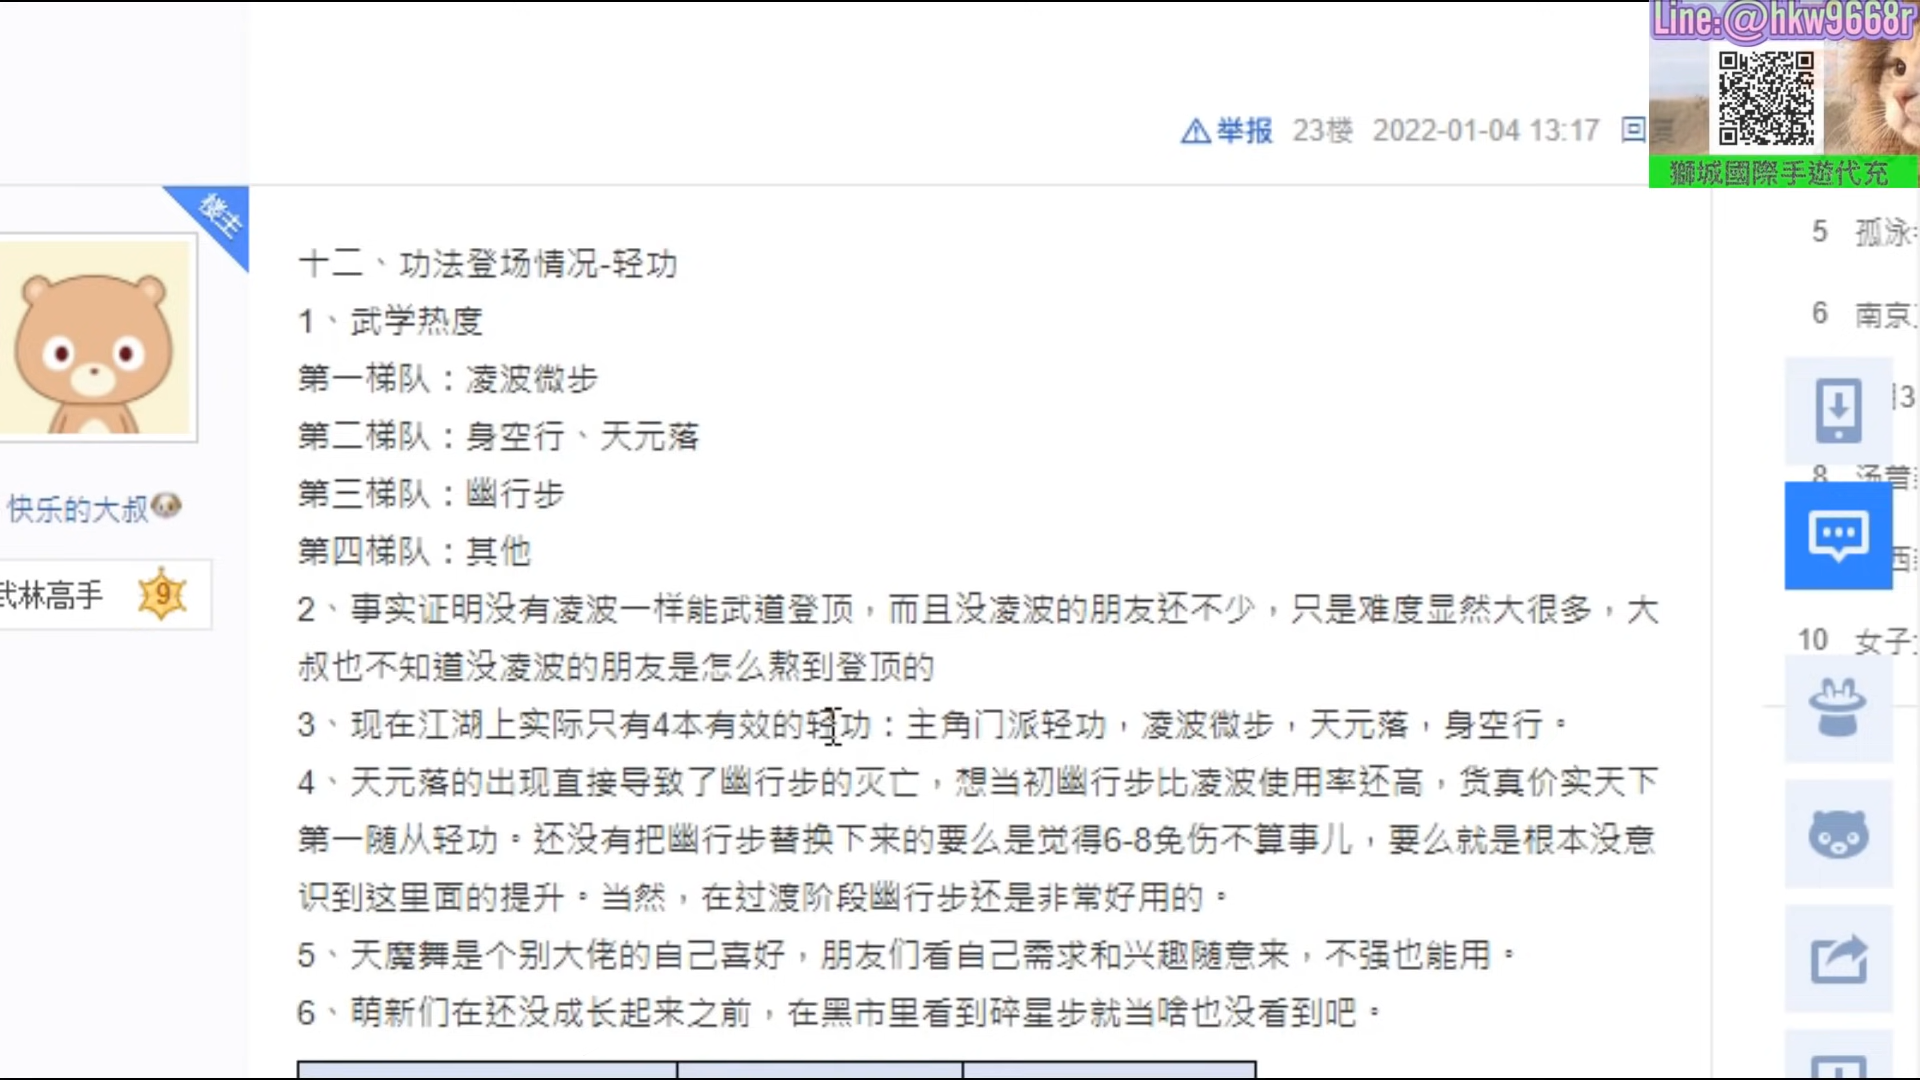 Line:@hkw9668r
獅城國際手遊代充
举报 23楼 2022-01-04 13:17 回
楼主
快乐的大叔
武林高手 9
十二、功法登场情况-轻功
1、武学热度
第一梯队：凌波微步
第二梯队：身空行、天元落
第三梯队：幽行步
第四梯队：其他
2、事实证明没有凌波一样能武道登顶，而且没凌波的朋友还不少，只是难度显然大很多，大
叔也不知道没凌波的朋友是怎么熬到登顶的
3、现在江湖上实际只有4本有效的轻功：主角门派轻功，凌波微步，天元落，身空行。
4、天元落的出现直接导致了幽行步的灭亡，想当初幽行步比凌波使用率还高，货真价实天下
第一随从轻功。还没有把幽行步替换下来的要么是觉得6-8免伤不算事儿，要么就是根本没意
识到这里面的提升。当然，在过渡阶段幽行步还是非常好用的。
5、天魔舞是个别大佬的自己喜好，朋友们看自己需求和兴趣随意来，不强也能用。
6、萌新们在还没成长起来之前，在黑市里看到碎星步就当啥也没看到吧。
5 孤泳
6 南京
8
10 女子